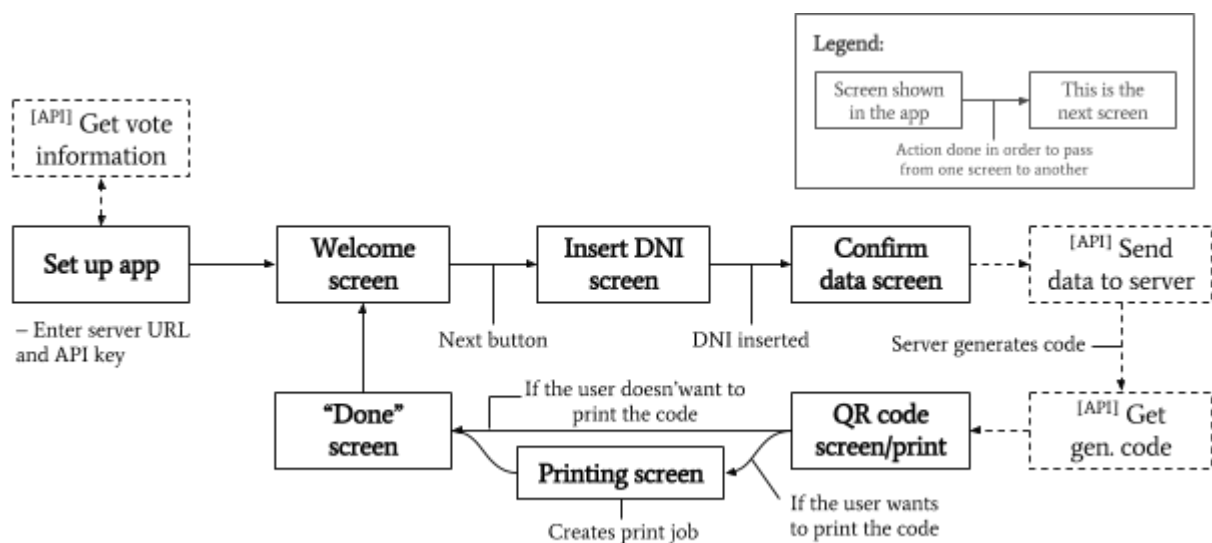 Legend:
Screen shown
in the app
This is the
next screen
Action done in order to pass
from one screen to another
[API] Get vote
information
Set up app
– Enter server URL
and API key
Welcome
screen
Next button
Insert DNI
screen
DNI inserted
Confirm
data screen
[API] Send
data to server
Server generates code
[API] Get
gen. code
QR code
screen/print
If the user doesn'want to
print the code
If the user wants
to print the code
Printing screen
Creates print job
“Done”
screen